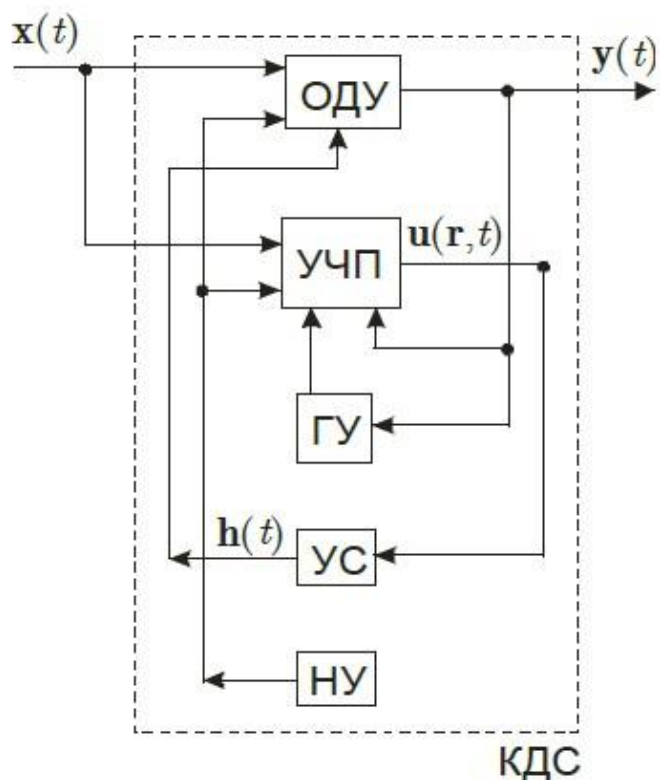 x(t)
y(t)
ОДУ
u(r,t)
УЧП
ГУ
h(t)
УС
НУ
КДС